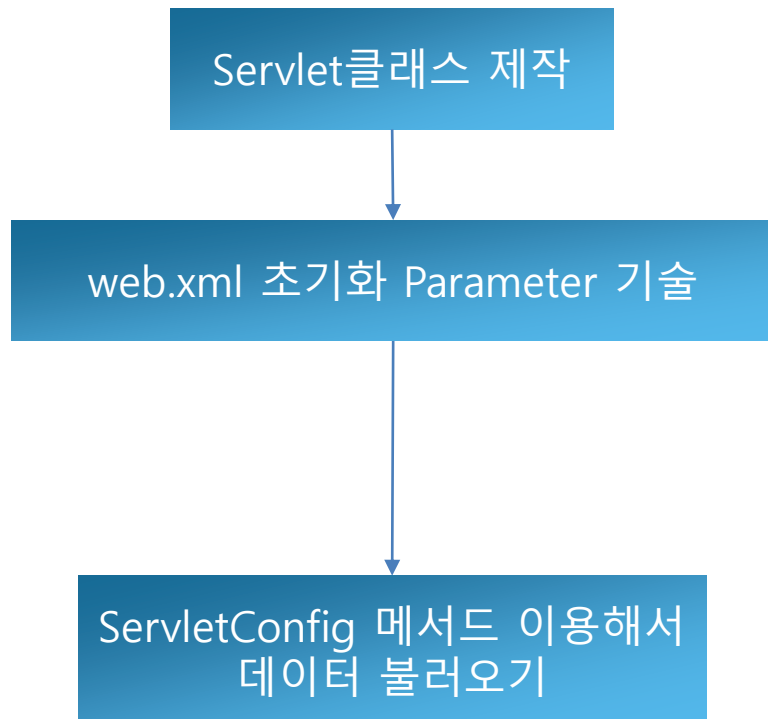 Servlet클래스 제작
web.xml 초기화 Parameter 기술
ServletConfig 메서드 이용해서
데이터 불러오기